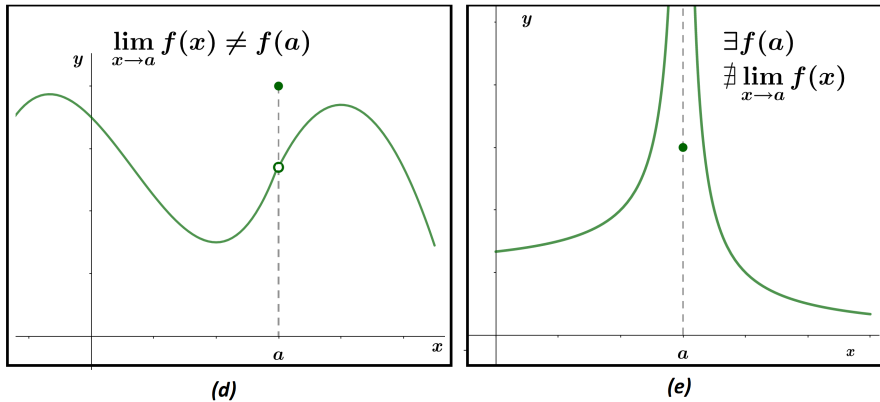 lim f(x) ≠ f(a)
x→a
y
x
a
(d)
y
∃f(a)
∄ lim f(x)
x→a
a
x
(e)